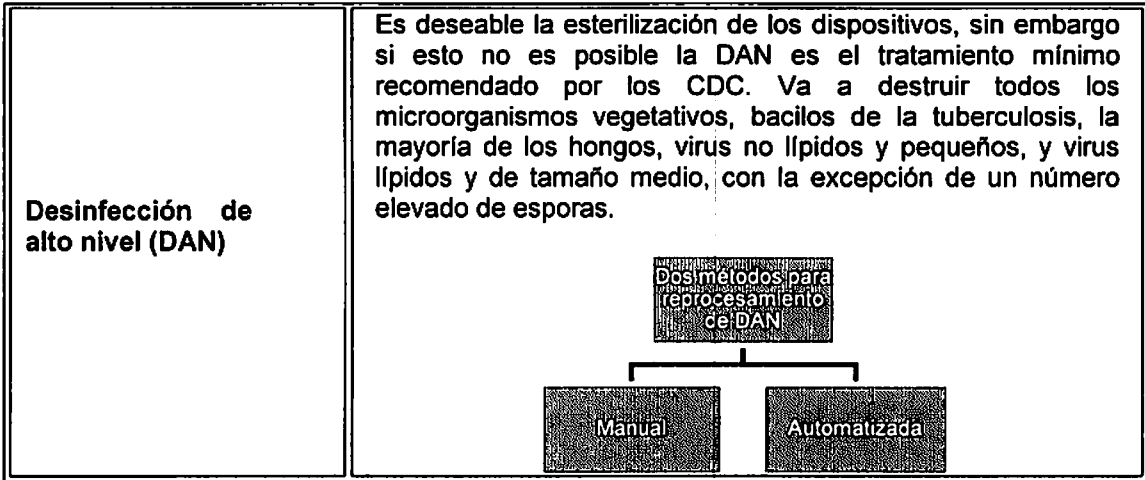 Es deseable la esterilización de los dispositivos, sin embargo
si esto no es posible la DAN es el tratamiento mínimo
recomendado por los CDC. Va a destruir todos los
microorganismos vegetativos, bacilos de la tuberculosis, la
mayoría de los hongos, virus no lípidos y pequeños, y virus
lípidos y de tamaño medio, con la excepción de un número
elevado de esporas.
Desinfección de
alto nivel (DAN)
Dos métodos para
reprocesamiento
de DAN
Manual
Automatizada